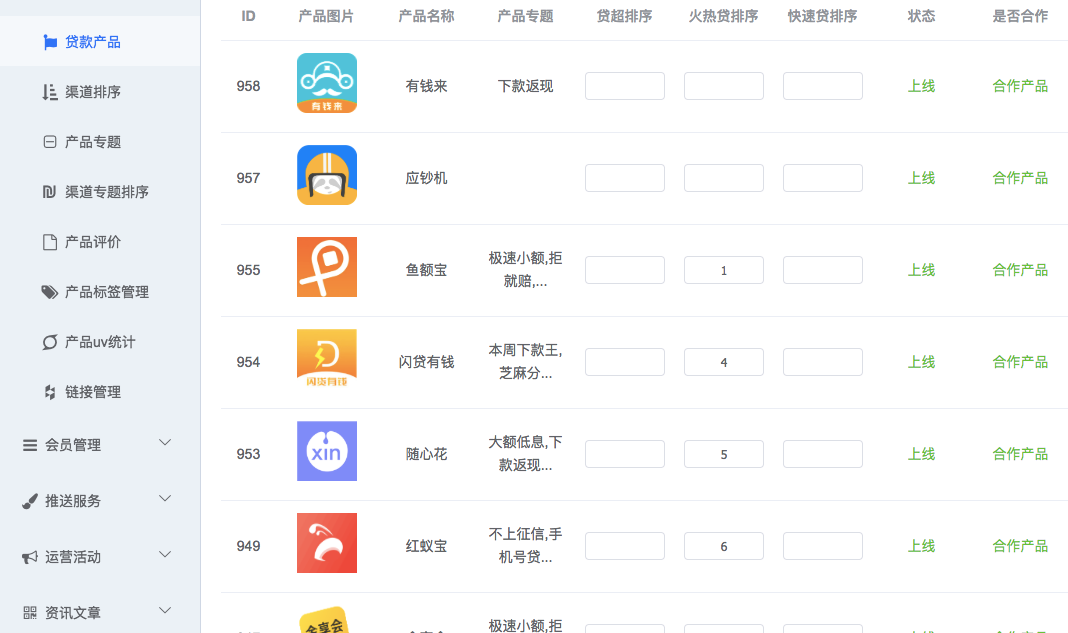 贷款产品
渠道排序
产品专题
渠道专题排序
产品评价
产品标签管理
产品uv统计
链接管理
会员管理
推送服务
运营活动
资讯文章
ID 产品图片 产品名称 产品专题 贷超排序 火热贷排序 快速贷排序 状态 是否合作
958 有钱来 有钱来 下款返现 上线 合作产品
957 应钞机 上线 合作产品
955 鱼额宝 极速小额,拒
就赔,... 1 上线 合作产品
954 闪贷有钱 闪贷有钱 本周下款王,
芝麻分... 4 上线 合作产品
953 xin 随心花 大额低息,下
款返现... 5 上线 合作产品
949 红蚁宝 不上征信,手
机号贷... 6 上线 合作产品
享会 极速小额,拒